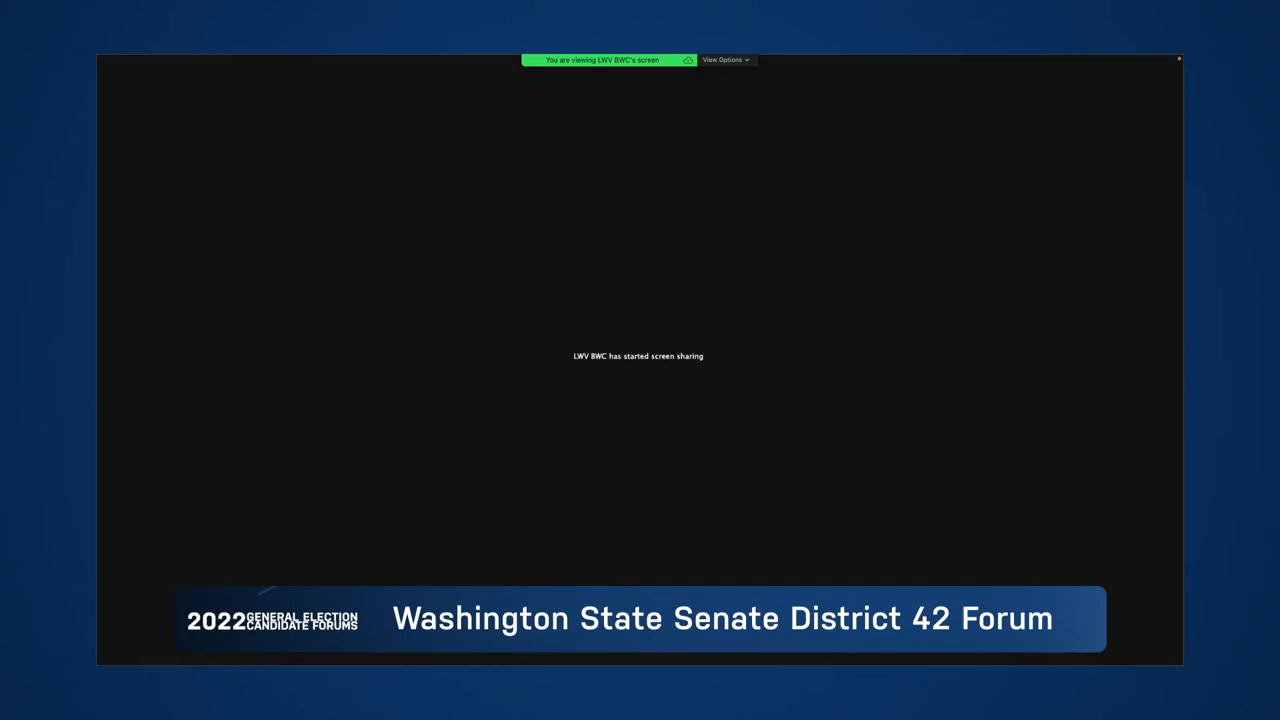 You are viewing LWV BWC's screen
View Options
LWV BWC has started screen sharing
2022 GENERAL ELECTION
CANDIDATE FORUMS
Washington State Senate District 42 Forum